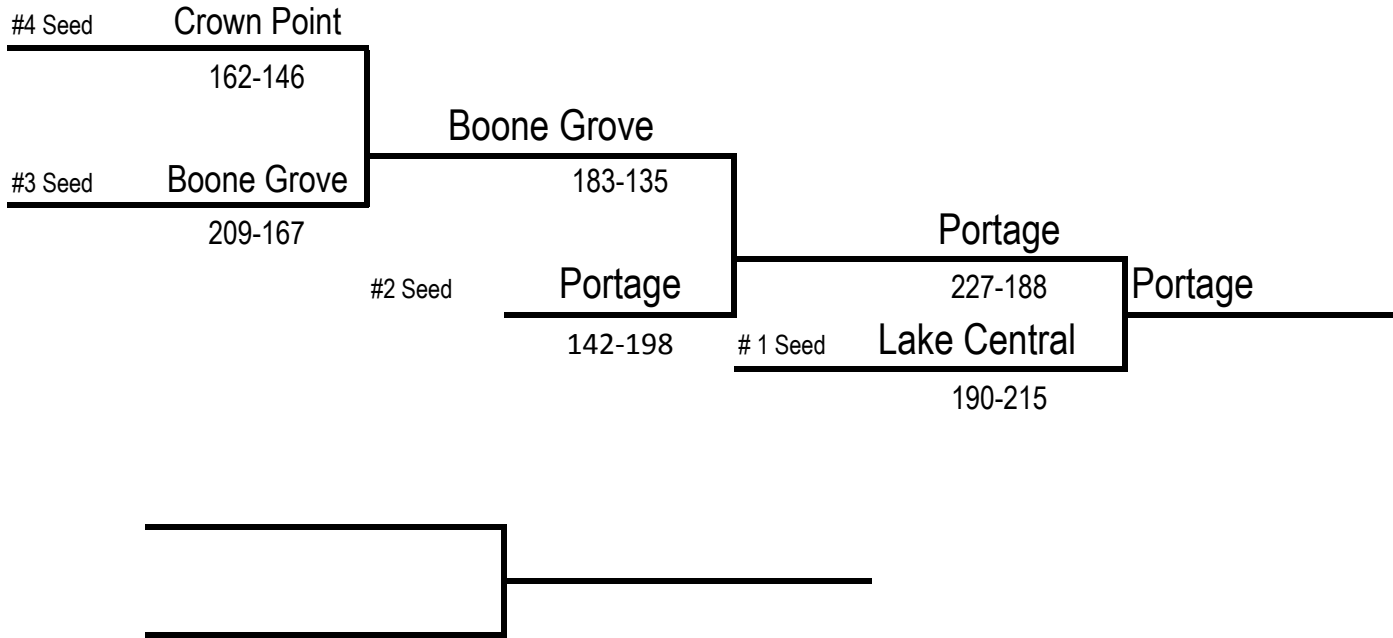 #4 Seed Crown Point
162-146
Boone Grove
#3 Seed Boone Grove
183-135
209-167
Portage
#2 Seed Portage
227-188
Portage
142-198
# 1 Seed Lake Central
190-215